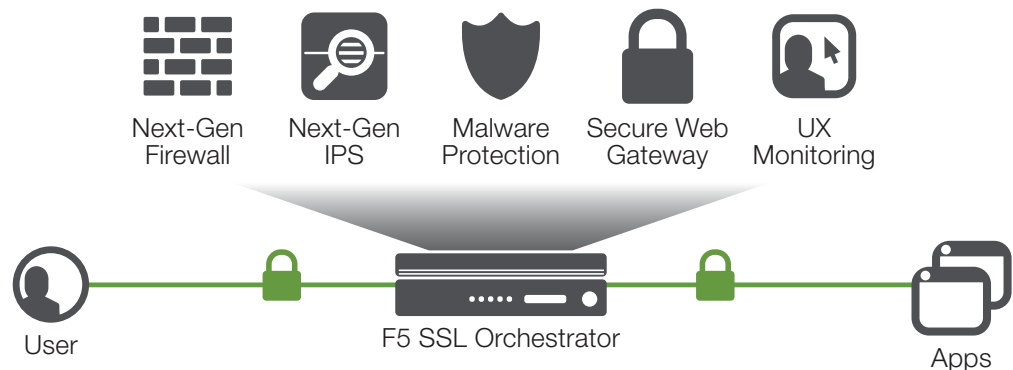 Next-Gen
Firewall
Next-Gen
IPS
Malware
Protection
Secure Web
Gateway
UX
Monitoring
User
F5 SSL Orchestrator
Apps